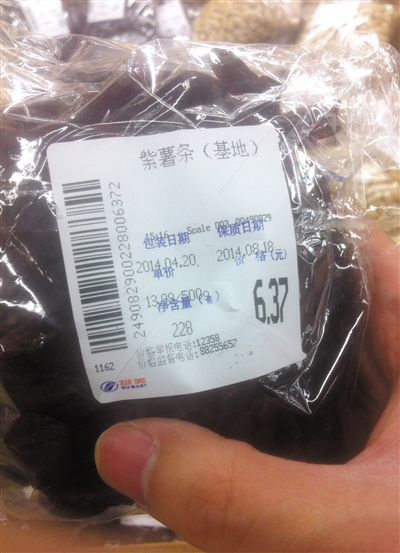 紫薯条（基地）
15:16 Scale 003 00490829
包装日期 保质日期
2014.04.20 2014.08.18
单价 价 格(元)
13.98/500g
净含量（克） 6.37
228
价格举报电话:12358
价格监督电话:88255657
2490829002280063 72
1162
物美
WUMART